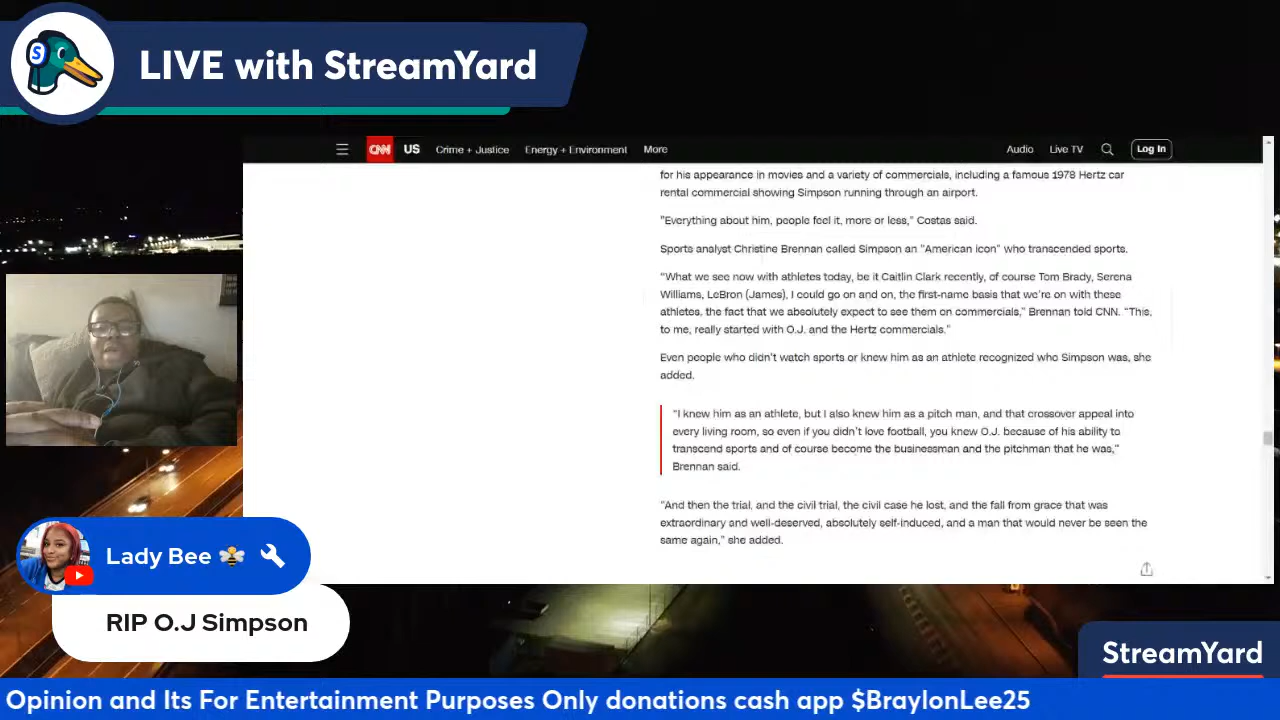 LIVE with StreamYard
CNN US Crime + Justice Energy + Environment More Audio Live TV Log In
for his appearance in movies and a variety of commercials, including a famous 1978 Hertz car
rental commercial showing Simpson running through an airport.
"Everything about him, people feel it, more or less," Costas said.
Sports analyst Christine Brennan called Simpson an "American icon" who transcended sports.
"What we see now with athletes today, be it Caitlin Clark recently, of course Tom Brady, Serena
Williams, LeBron (James), I could go on and on, the first-name basis that we're on with these
athletes, the fact that we absolutely expect to see them on commercials," Brennan told CNN. "This,
to me, really started with O.J. and the Hertz commercials."
Even people who didn't watch sports or knew him as an athlete recognized who Simpson was, she
added.
"I knew him as an athlete, but I also knew him as a pitch man, and that crossover appeal into
every living room, so even if you didn't love football, you knew O.J. because of his ability to
transcend sports and of course become the businessman and the pitchman that he was,"
Brennan said.
"And then the trial, and the civil trial, the civil case he lost, and the fall from grace that was
extraordinary and well-deserved, absolutely self-induced, and a man that would never be seen the
same again," she added.
Lady Bee 🐝
RIP O.J Simpson
StreamYard
Opinion and Its For Entertainment Purposes Only donations cash app $BraylonLee25